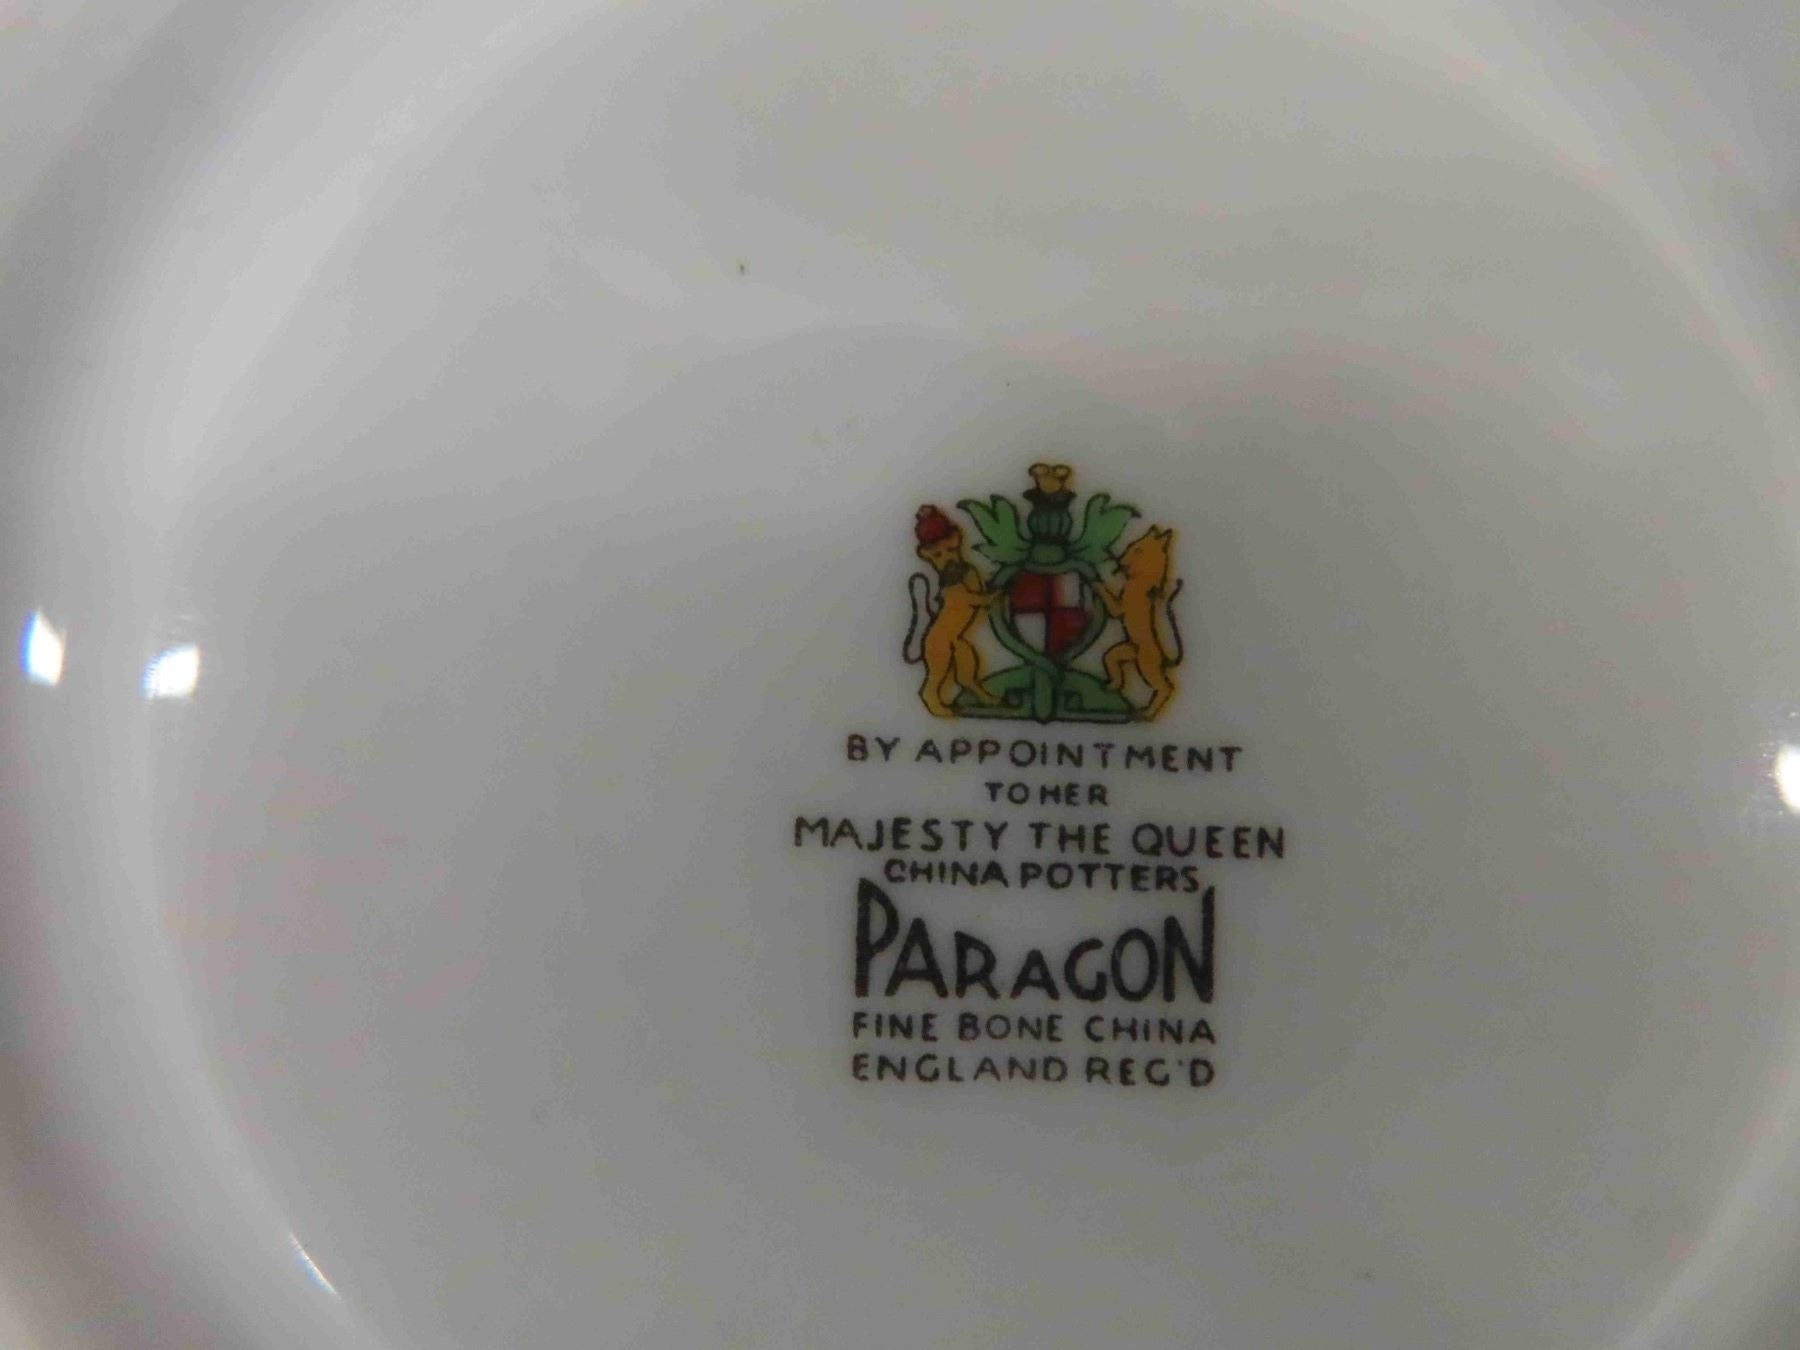 BY APPOINTMENT
TO HER
MAJESTY THE QUEEN
CHINA POTTERS
PARAGON
FINE BONE CHINA
ENGLAND REG'D